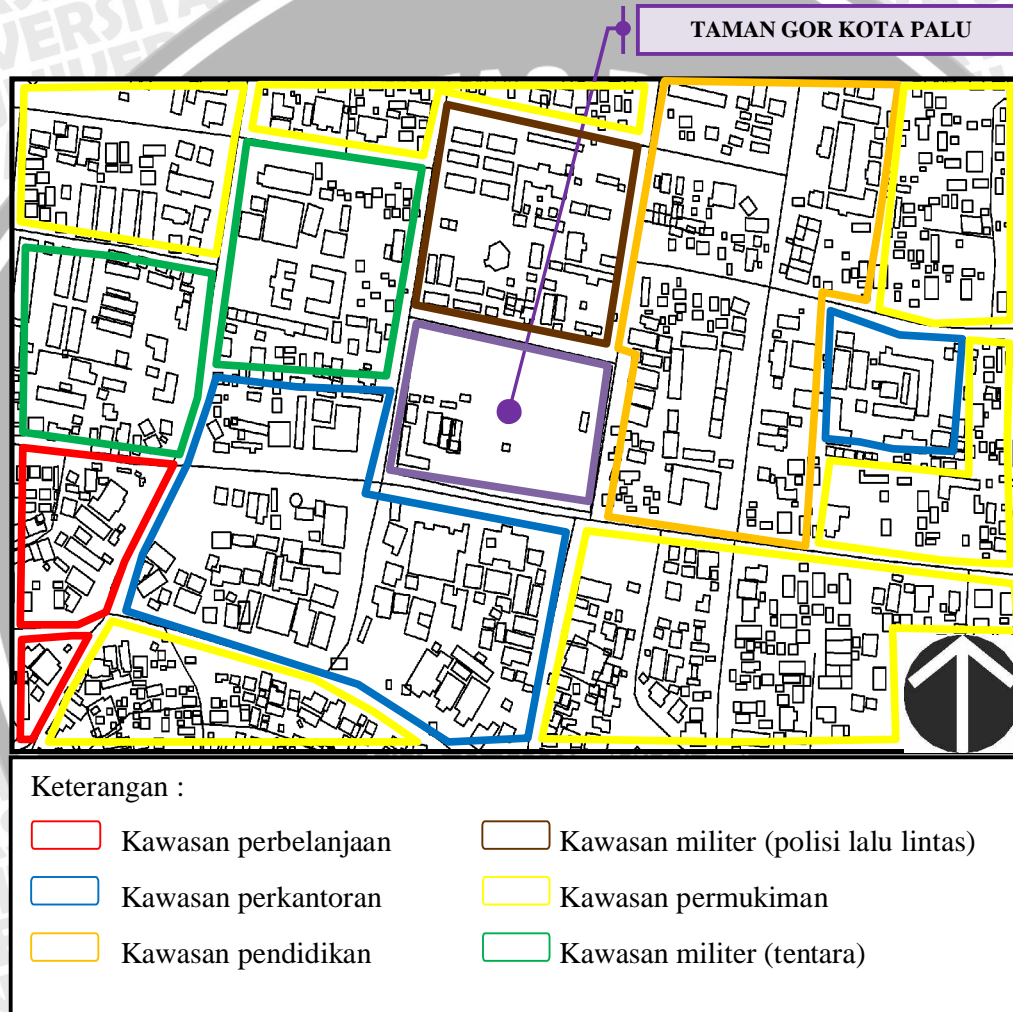 TAMAN GOR KOTA PALU
Keterangan :
Kawasan perbelanjaan
Kawasan perkantoran
Kawasan pendidikan
Kawasan militer (polisi lalu lintas)
Kawasan permukiman
Kawasan militer (tentara)